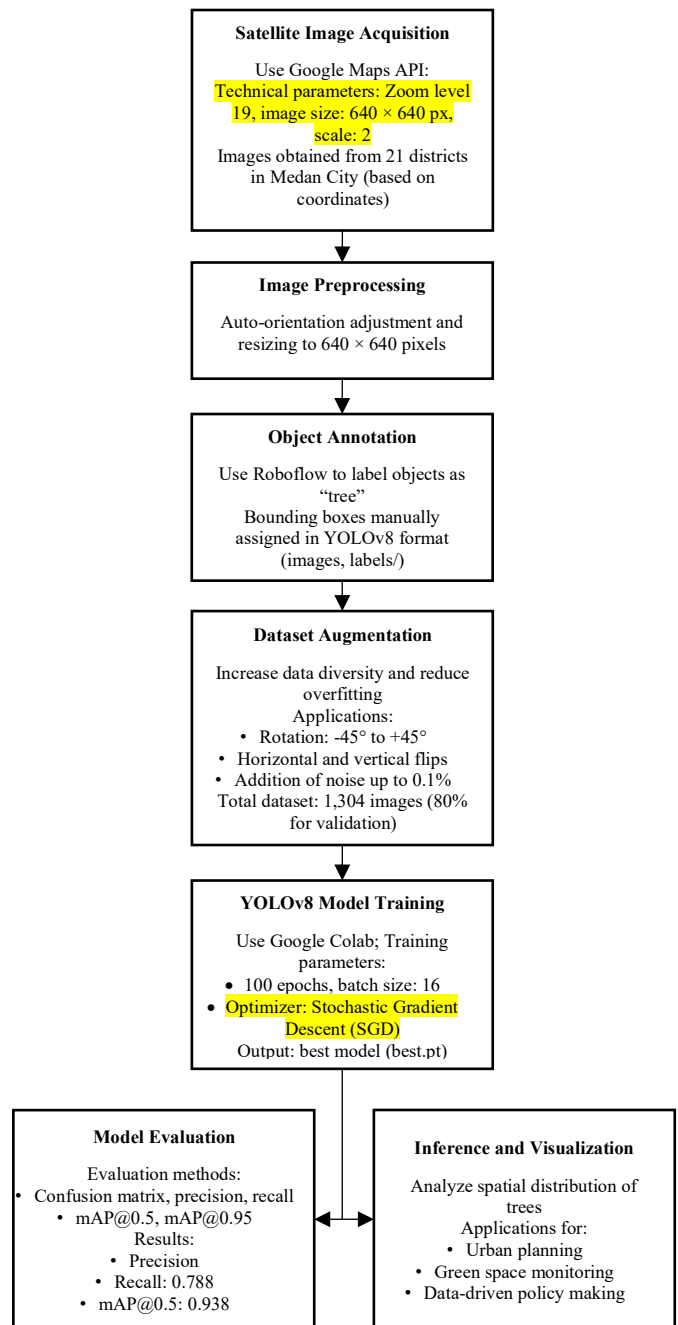 Satellite Image Acquisition
Use Google Maps API:
Technical parameters: Zoom level
19, image size: 640 × 640 px,
scale: 2
Images obtained from 21 districts
in Medan City (based on
coordinates)
Image Preprocessing
Auto-orientation adjustment and
resizing to 640 × 640 pixels
Object Annotation
Use Roboflow to label objects as
“tree”
Bounding boxes manually
assigned in YOLOv8 format
(images, labels/)
Dataset Augmentation
Increase data diversity and reduce
overfitting
Applications:
• Rotation: -45° to +45°
• Horizontal and vertical flips
• Addition of noise up to 0.1%
Total dataset: 1,304 images (80%
for validation)
YOLOv8 Model Training
Use Google Colab; Training
parameters:
• 100 epochs, batch size: 16
• Optimizer: Stochastic Gradient
Descent (SGD)
Output: best model (best.pt)
Model Evaluation
Evaluation methods:
• Confusion matrix, precision, recall
• mAP@0.5, mAP@0.95
Results:
• Precision
• Recall: 0.788
• mAP@0.5: 0.938
Inference and Visualization
Analyze spatial distribution of
trees
Applications for:
• Urban planning
• Green space monitoring
• Data-driven policy making